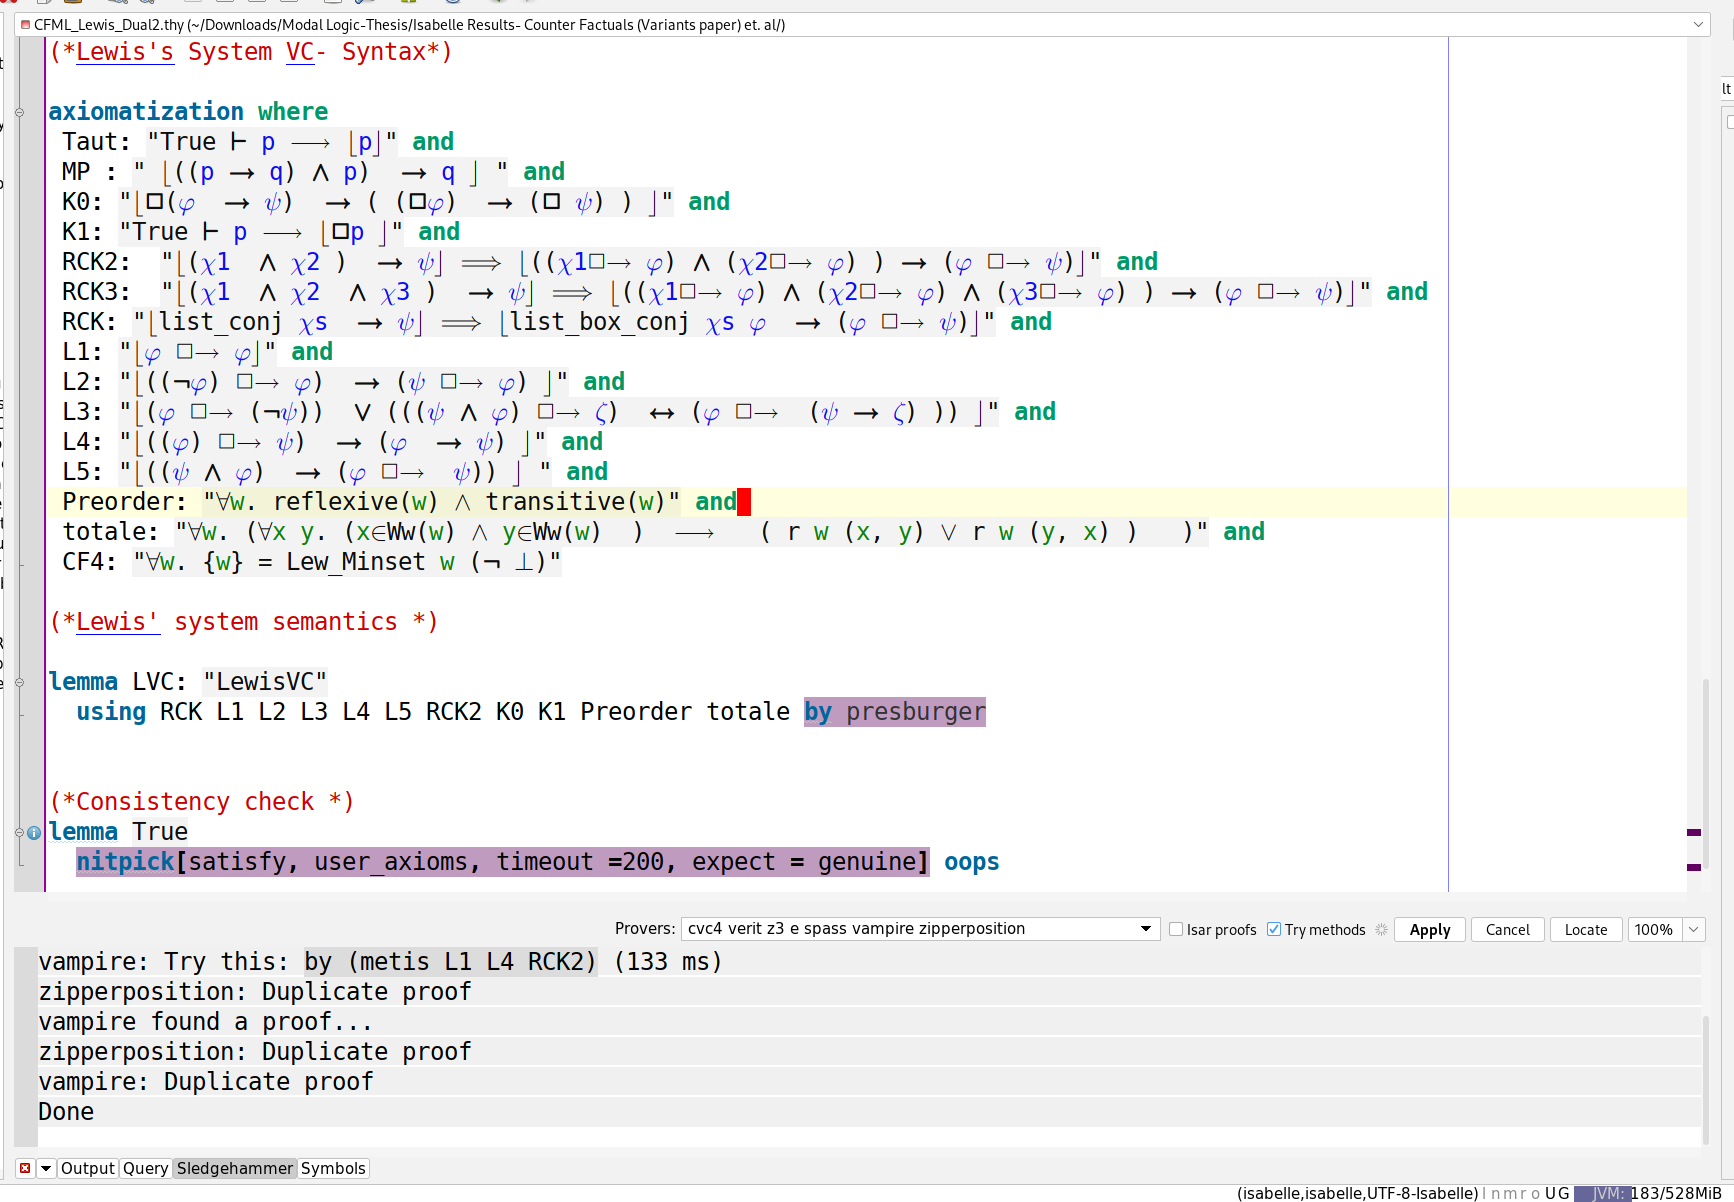 CFML_Lewis_Dual2.thy (~/Downloads/Modal Logic-Thesis/Isabelle Results- Counter Factuals (Variants paper) et. al/)
(*Lewis's System VC- Syntax*)
axiomatization where
Taut: "True ⊢ p ⟶ ⌊p⌋" and
MP : " ⌊((p → q) ∧ p) → q ⌋ " and
K0: "⌊□(φ → ψ) → ( (□φ) → (□ ψ) ) ⌋" and
K1: "True ⊢ p ⟶ ⌊□p ⌋" and
RCK2: "⌊(χ1 ∧ χ2 ) → ψ⌋ ⟹ ⌊((χ1□→ φ) ∧ (χ2□→ φ) ) → (φ □→ ψ)⌋" and
RCK3: "⌊(χ1 ∧ χ2 ∧ χ3 ) → ψ⌋ ⟹ ⌊((χ1□→ φ) ∧ (χ2□→ φ) ∧ (χ3□→ φ) ) → (φ □→ ψ)⌋" and
RCK: "⌊list_conj χs → ψ⌋ ⟹ ⌊list_box_conj χs φ → (φ □→ ψ)⌋" and
L1: "⌊φ □→ φ⌋" and
L2: "⌊((¬φ) □→ φ) → (ψ □→ φ) ⌋" and
L3: "⌊(φ □→ (¬ψ)) ∨ (((ψ ∧ φ) □→ ζ) ↔ (φ □→ (ψ → ζ) )) ⌋" and
L4: "⌊((φ) □→ ψ) → (φ → ψ) ⌋" and
L5: "⌊((ψ ∧ φ) → (φ □→ ψ)) ⌋ " and
Preorder: "∀w. reflexive(w) ∧ transitive(w)" and
totale: "∀w. (∀x y. (x∈Ww(w) ∧ y∈Ww(w) ) ⟶ ( r w (x, y) ∨ r w (y, x) ) )" and
CF4: "∀w. {w} = Lew_Minset w (¬ ⊥)"
(*Lewis' system semantics *)
lemma LVC: "LewisVC"
using RCK L1 L2 L3 L4 L5 RCK2 K0 K1 Preorder totale by presburger
(*Consistency check *)
lemma True
nitpick[satisfy, user_axioms, timeout =200, expect = genuine] oops
Provers: cvc4 verit z3 e spass vampire zipperposition Isar proofs Try methods Apply Cancel Locate 100%
vampire: Try this: by (metis L1 L4 RCK2) (133 ms)
zipperposition: Duplicate proof
vampire found a proof...
zipperposition: Duplicate proof
vampire: Duplicate proof
Done
Output Query Sledgehammer Symbols
(isabelle,isabelle,UTF-8-Isabelle) l n m r o UG JVM: 183/528MiB